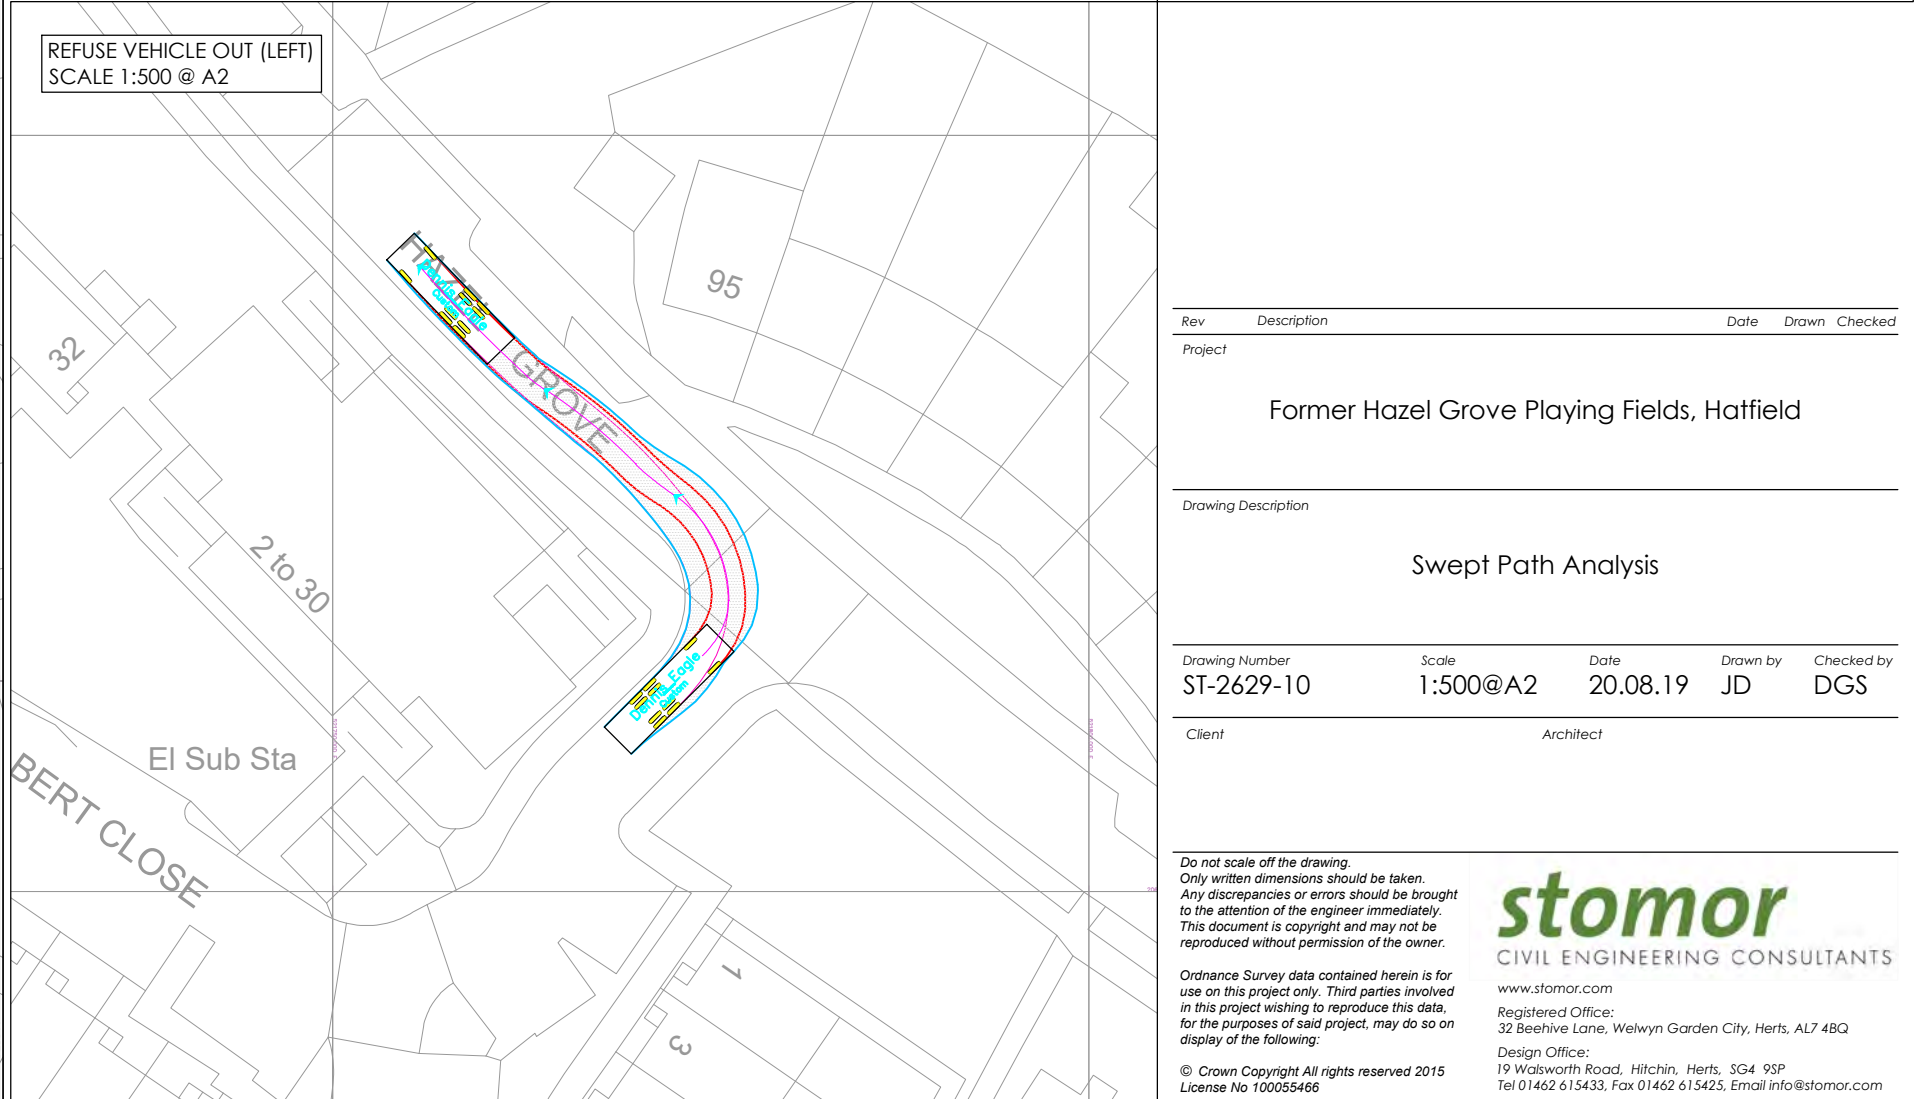 REFUSE VEHICLE OUT (LEFT)
SCALE 1:500 @ A2
HAZEL GROVE
Dennis Eagle
Custom
95
32
2 to 30
Dennis Eagle
Custom
El Sub Sta
BERT CLOSE
1
3
Rev Description Date Drawn Checked
Project
Former Hazel Grove Playing Fields, Hatfield
Drawing Description
Swept Path Analysis
Drawing Number Scale Date Drawn by Checked by
ST-2629-10 1:500@A2 20.08.19 JD DGS
Client Architect
Do not scale off the drawing.
Only written dimensions should be taken.
Any discrepancies or errors should be brought
to the attention of the engineer immediately.
This document is copyright and may not be
reproduced without permission of the owner.
Ordnance Survey data contained herein is for
use on this project only. Third parties involved
in this project wishing to reproduce this data,
for the purposes of said project, may do so on
display of the following:
© Crown Copyright All rights reserved 2015
License No 100055466
stomor
CIVIL ENGINEERING CONSULTANTS
www.stomor.com
Registered Office:
32 Beehive Lane, Welwyn Garden City, Herts, AL7 4BQ
Design Office:
19 Walsworth Road, Hitchin, Herts, SG4 9SP
Tel 01462 615433, Fax 01462 615425, Email info@stomor.com